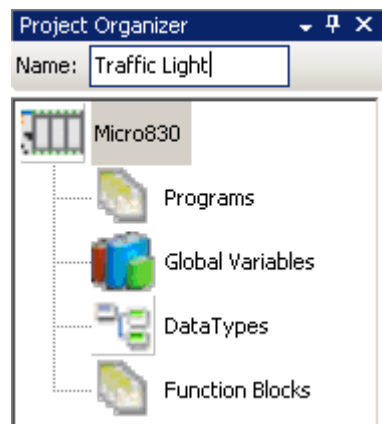 Project Organizer
Name: Traffic Light
Micro830
Programs
Global Variables
DataTypes
Function Blocks